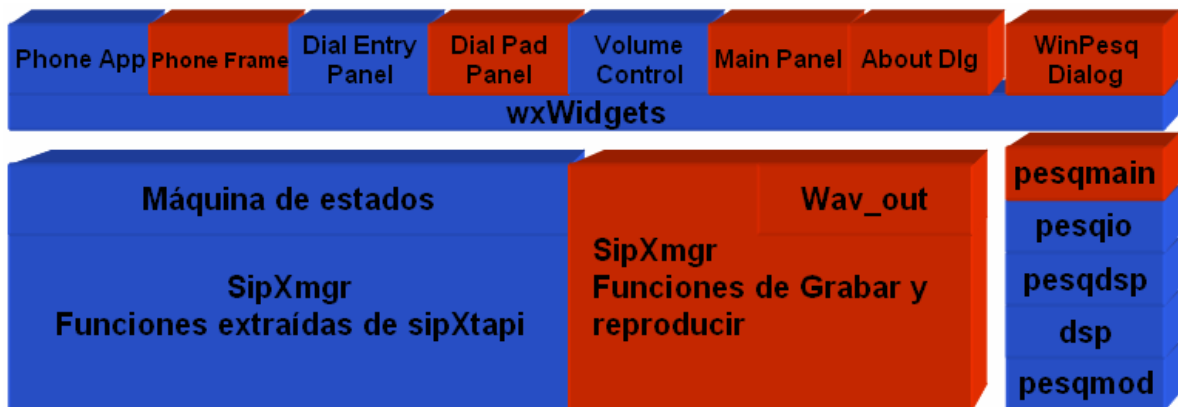 Phone App
Phone Frame
Dial Entry
Panel
Dial Pad
Panel
Volume
Control
Main Panel
About Dlg
WinPesq
Dialog
wxWidgets
Máquina de estados
SipXmgr
Funciones extraídas de sipXtapi
Wav_out
SipXmgr
Funciones de Grabar y
reproducir
pesqmain
pesqio
pesqdsp
dsp
pesqmod